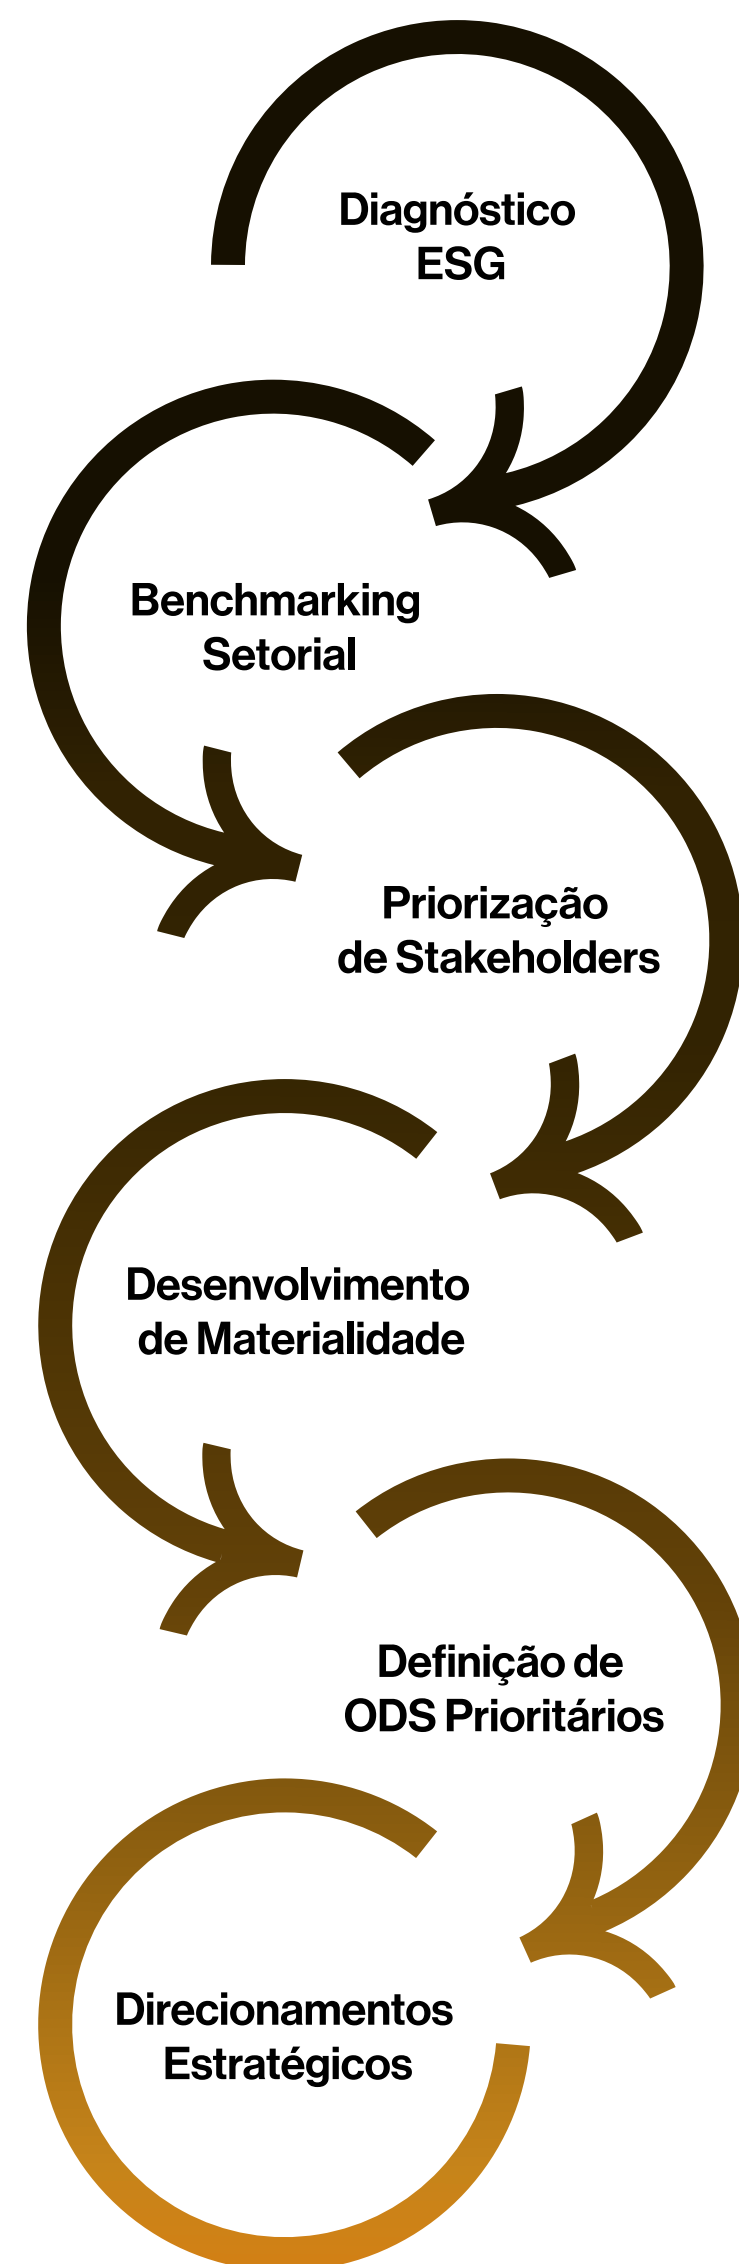 Diagnóstico
ESG
Benchmarking
Setorial
Priorização
de Stakeholders
Desenvolvimento
de Materialidade
Definição de
ODS Prioritários
Direcionamentos
Estratégicos